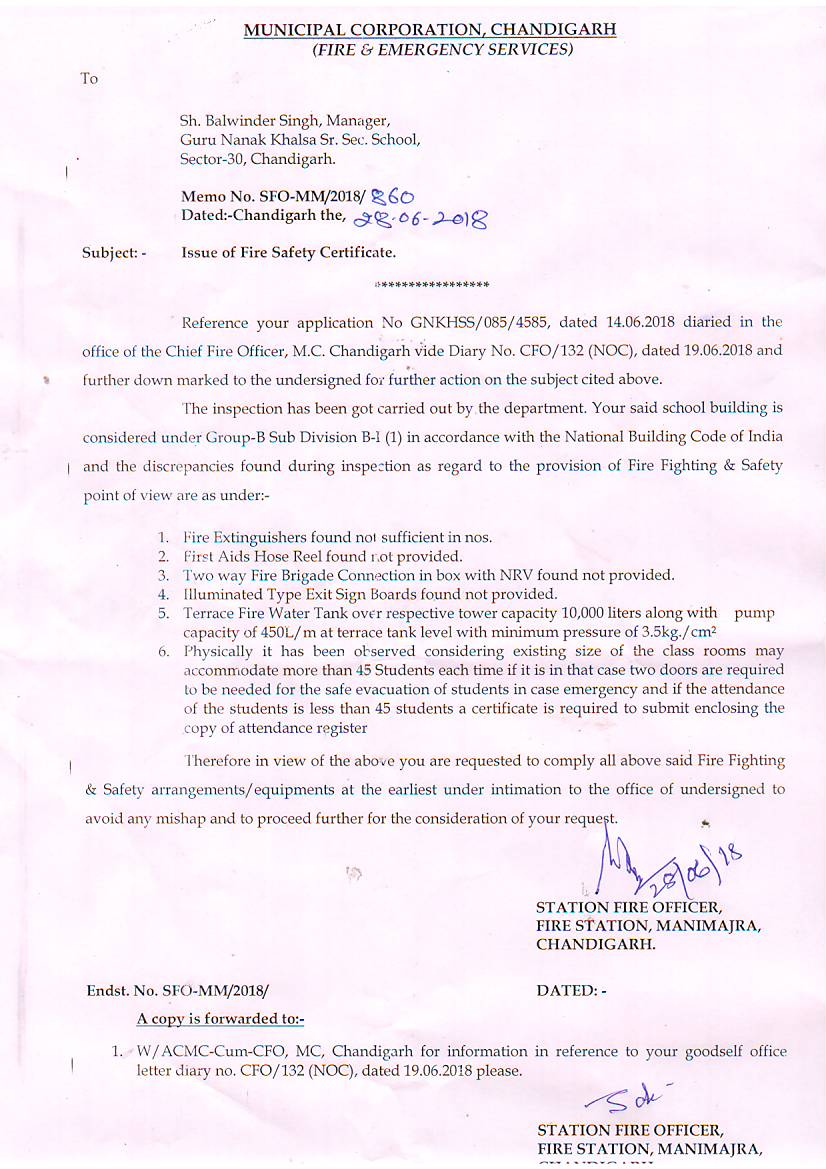 MUNICIPAL CORPORATION, CHANDIGARH
(FIRE & EMERGENCY SERVICES)
To
Sh. Balwinder Singh, Manager,
Guru Nanak Khalsa Sr. Sec. School,
Sector-30, Chandigarh.
Memo No. SFO-MM/2018/ 860
Dated:-Chandigarh the, 28-06-2018
Subject: - Issue of Fire Safety Certificate.
*****************
Reference your application No GNKHSS/085/4585, dated 14.06.2018 diaried in the
office of the Chief Fire Officer, M.C. Chandigarh vide Diary No. CFO/132 (NOC), dated 19.06.2018 and
further down marked to the undersigned for further action on the subject cited above.
The inspection has been got carried out by the department. Your said school building is
considered under Group-B Sub Division B-I (1) in accordance with the National Building Code of India
and the discrepancies found during inspection as regard to the provision of Fire Fighting & Safety
point of view are as under:-
1. Fire Extinguishers found not sufficient in nos.
2. First Aids Hose Reel found not provided.
3. Two way Fire Brigade Connection in box with NRV found not provided.
4. Illuminated Type Exit Sign Boards found not provided.
5. Terrace Fire Water Tank over respective tower capacity 10,000 liters along with pump
capacity of 450L/m at terrace tank level with minimum pressure of 3.5kg./cm²
6. Physically it has been observed considering existing size of the class rooms may
accommodate more than 45 Students each time if it is in that case two doors are required
to be needed for the safe evacuation of students in case emergency and if the attendance
of the students is less than 45 students a certificate is required to submit enclosing the
copy of attendance register
Therefore in view of the above you are requested to comply all above said Fire Fighting
& Safety arrangements/equipments at the earliest under intimation to the office of undersigned to
avoid any mishap and to proceed further for the consideration of your request.
28/06/18
STATION FIRE OFFICER,
FIRE STATION, MANIMAJRA,
CHANDIGARH.
Endst. No. SFO-MM/2018/ DATED: -
A copy is forwarded to:-
1. W/ACMC-Cum-CFO, MC, Chandigarh for information in reference to your goodself office
letter diary no. CFO/132 (NOC), dated 19.06.2018 please.
STATION FIRE OFFICER,
FIRE STATION, MANIMAJRA,